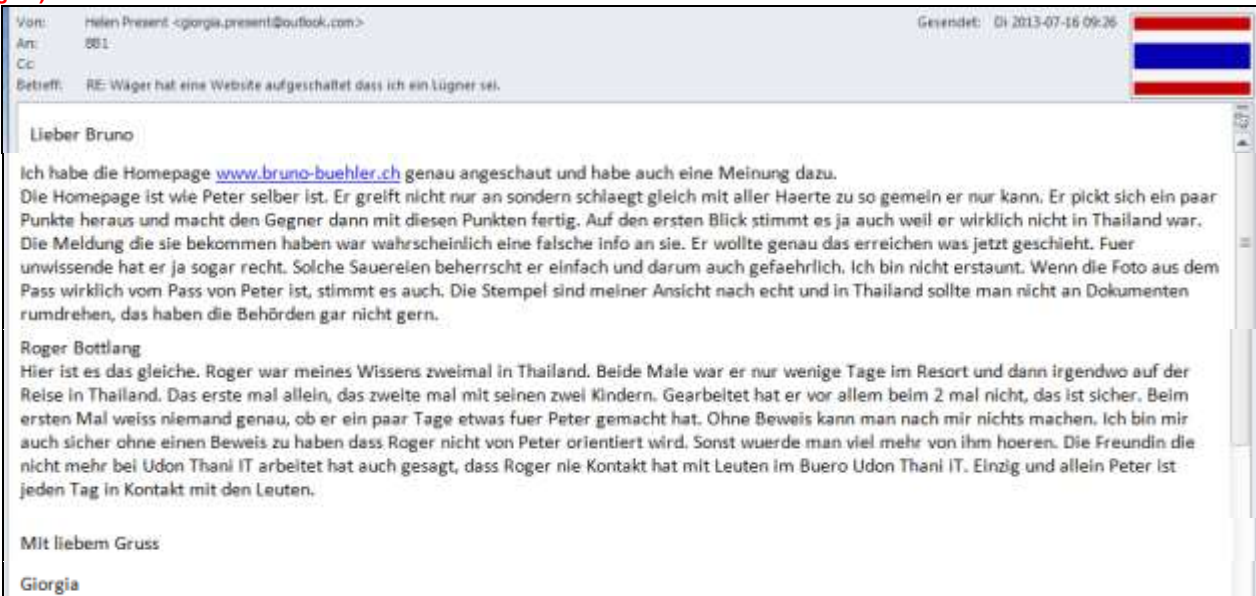 Von: Helen Present <giorgia.present@outlook.com> Gesendet: Di 2013-07-16 09:26
An: BB1
Cc
Betreff: RE: Wäger hat eine Website aufgeschaltet dass ich ein Lügner sei.
Lieber Bruno
Ich habe die Homepage www.bruno-buehler.ch genau angeschaut und habe auch eine Meinung dazu.
Die Homepage ist wie Peter selber ist. Er greift nicht nur an sondern schlaegt gleich mit aller Haerte zu so gemein er nur kann. Er pickt sich ein paar
Punkte heraus und macht den Gegner dann mit diesen Punkten fertig. Auf den ersten Blick stimmt es ja auch weil er wirklich nicht in Thailand war.
Die Meldung die sie bekommen haben war wahrscheinlich eine falsche info an sie. Er wollte genau das erreichen was jetzt geschieht. Fuer
unwissende hat er ja sogar recht. Solche Sauereien beherrscht er einfach und darum auch gefaehrlich. Ich bin nicht erstaunt. Wenn die Foto aus dem
Pass wirklich vom Pass von Peter ist, stimmt es auch. Die Stempel sind meiner Ansicht nach echt und in Thailand sollte man nicht an Dokumenten
rumdrehen, das haben die Behörden gar nicht gern.
Roger Bottlang
Hier ist es das gleiche. Roger war meines Wissens zweimal in Thailand. Beide Male war er nur wenige Tage im Resort und dann irgendwo auf der
Reise in Thailand. Das erste mal allein, das zweite mal mit seinen zwei Kindern. Gearbeitet hat er vor allem beim 2 mal nicht, das ist sicher. Beim
ersten Mal weiss niemand genau, ob er ein paar Tage etwas fuer Peter gemacht hat. Ohne Beweis kann man nach mir nichts machen. Ich bin mir
auch sicher ohne einen Beweis zu haben dass Roger nicht von Peter orientiert wird. Sonst wuerde man viel mehr von ihm hoeren. Die Freundin die
nicht mehr bei Udon Thani IT arbeitet hat auch gesagt, dass Roger nie Kontakt hat mit Leuten im Buero Udon Thani IT. Einzig und allein Peter ist
jeden Tag in Kontakt mit den Leuten.
Mit liebem Gruss
Giorgia